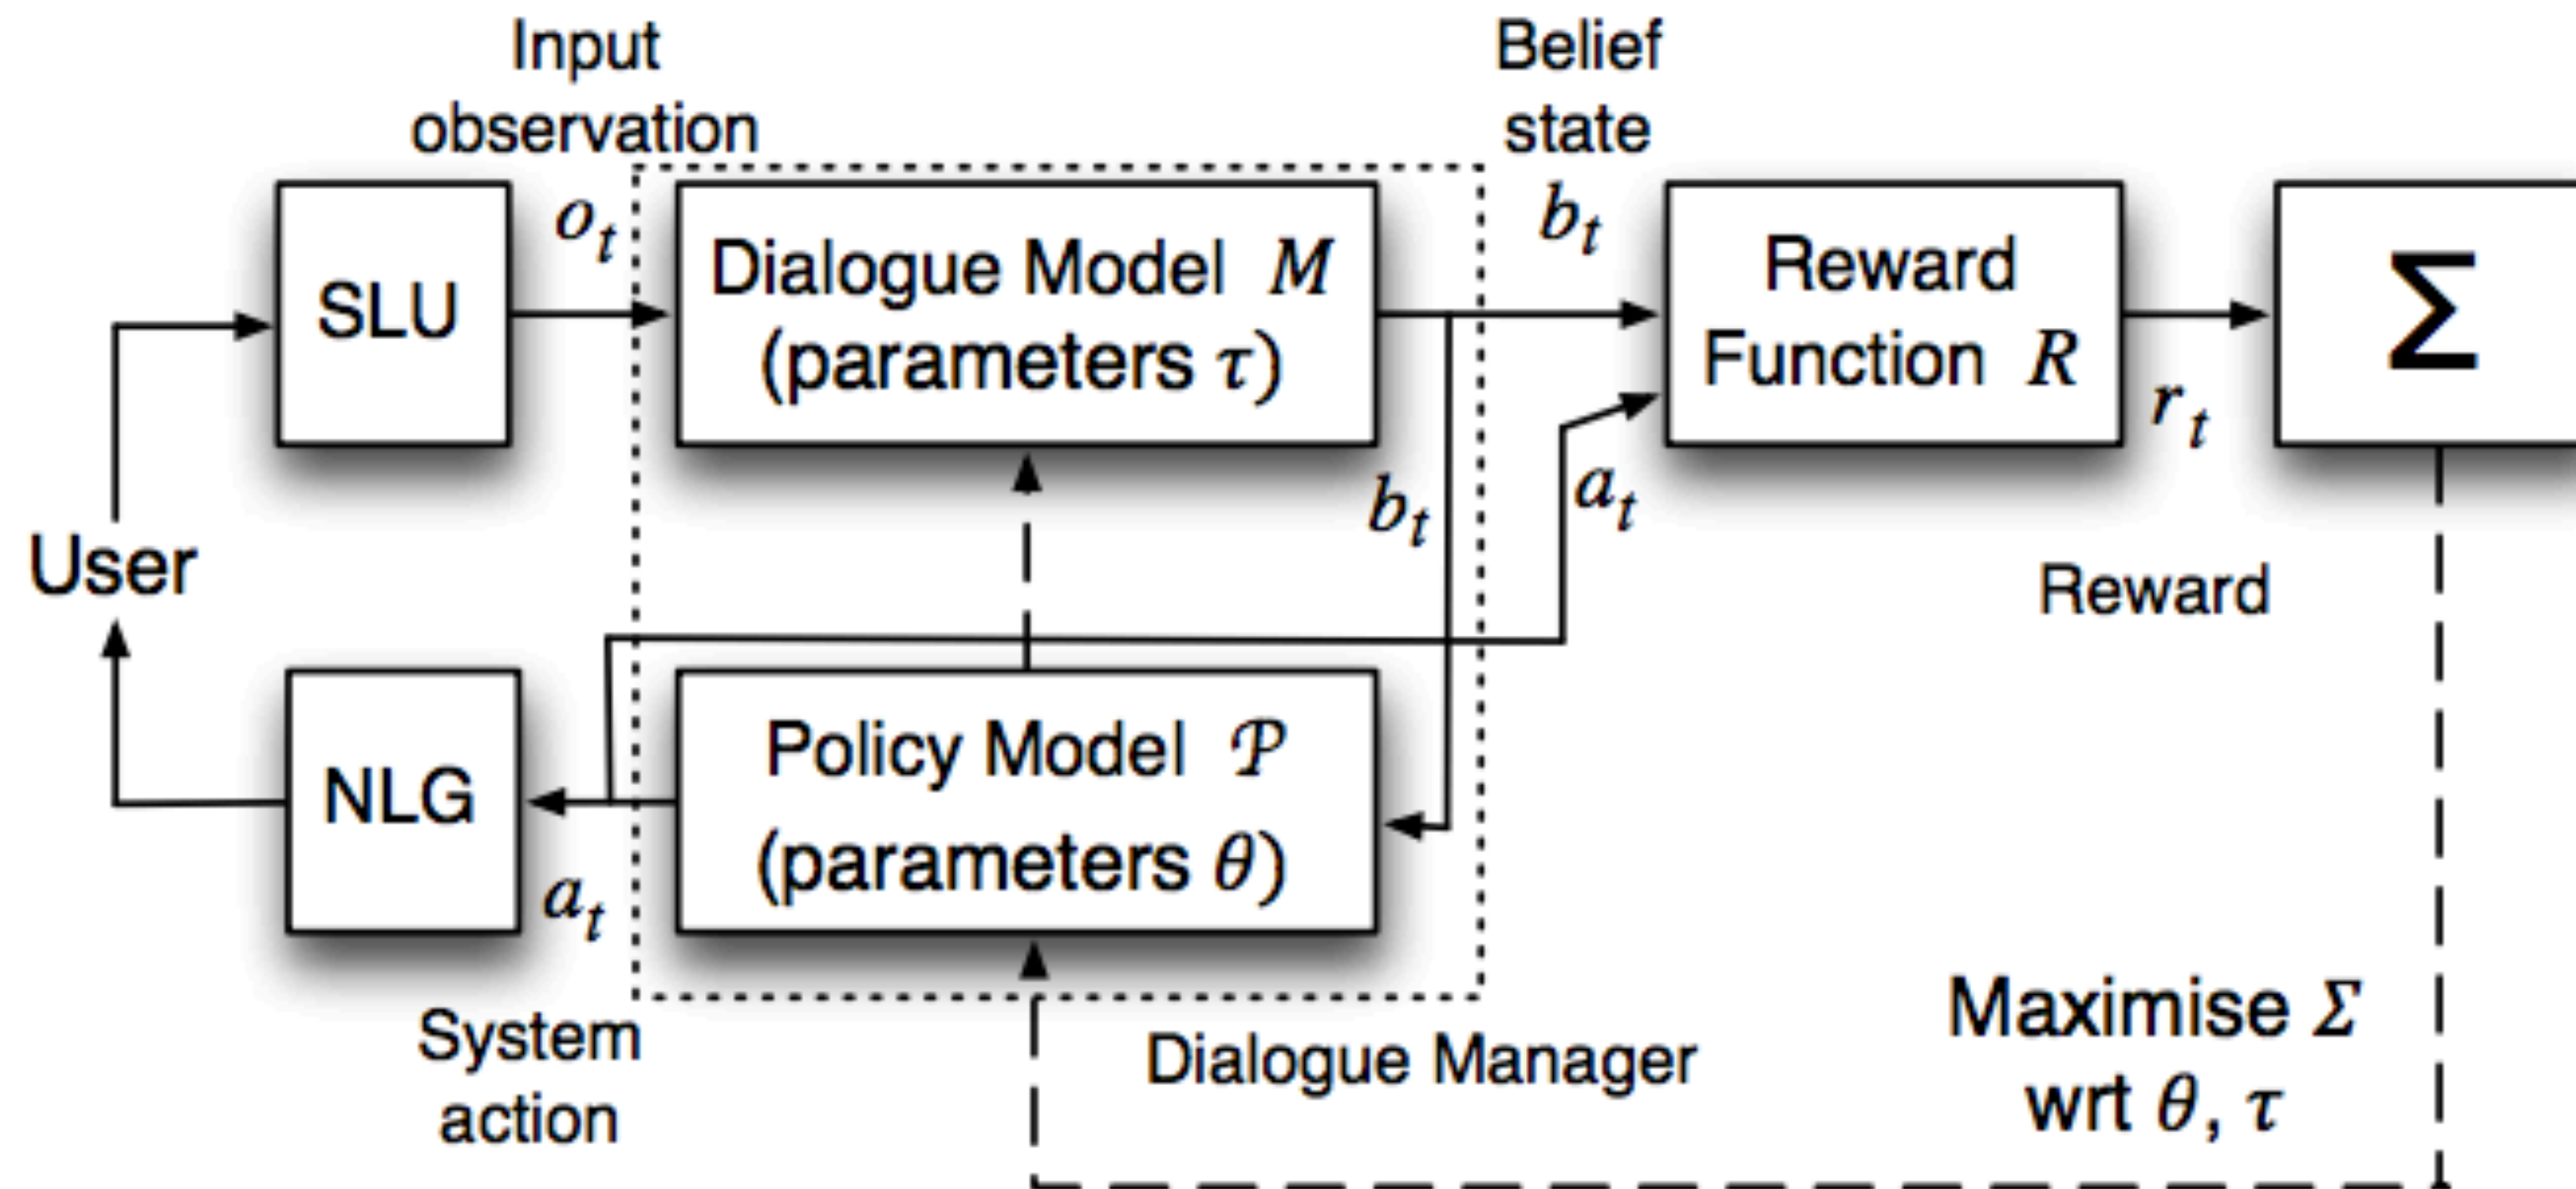 Input
observation
Belief
state
o_t
b_t
SLU
Dialogue Model M
(parameters τ)
Reward
Function R
r_t
Σ
b_t
a_t
User
Reward
NLG
Policy Model 𝒫
(parameters θ)
a_t
System
action
Dialogue Manager
Maximise Σ
wrt θ, τ